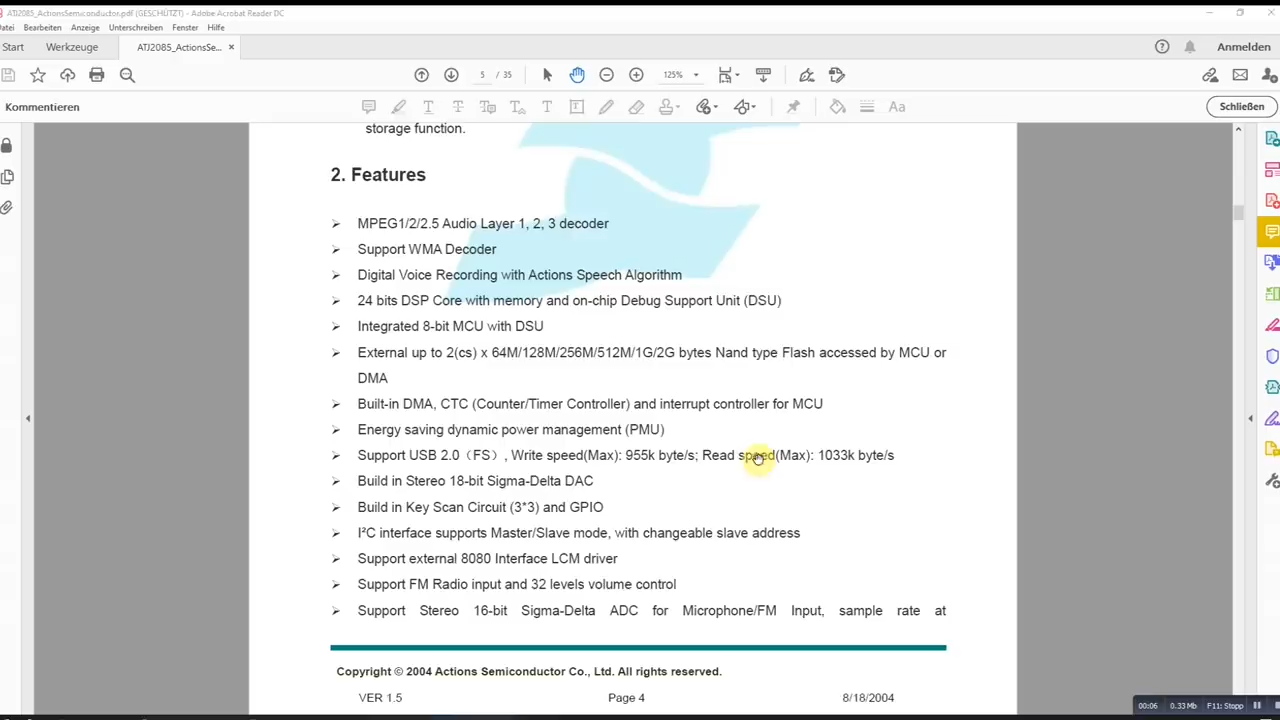 ATJ2085_ActionsSemiconductor.pdf (GESCHÜTZT) - Adobe Acrobat Reader DC
Datei Bearbeiten Anzeige Unterschreiben Fenster Hilfe
Start Werkzeuge ATJ2085_ActionsSe... × Anmelden
5 / 35 125%
Kommentieren Schließen
storage function.
2. Features
➢ MPEG1/2/2.5 Audio Layer 1, 2, 3 decoder
➢ Support WMA Decoder
➢ Digital Voice Recording with Actions Speech Algorithm
➢ 24 bits DSP Core with memory and on-chip Debug Support Unit (DSU)
➢ Integrated 8-bit MCU with DSU
➢ External up to 2(cs) x 64M/128M/256M/512M/1G/2G bytes Nand type Flash accessed by MCU or
DMA
➢ Built-in DMA, CTC (Counter/Timer Controller) and interrupt controller for MCU
➢ Energy saving dynamic power management (PMU)
➢ Support USB 2.0（FS）, Write speed(Max): 955k byte/s; Read speed(Max): 1033k byte/s
➢ Build in Stereo 18-bit Sigma-Delta DAC
➢ Build in Key Scan Circuit (3*3) and GPIO
➢ I²C interface supports Master/Slave mode, with changeable slave address
➢ Support external 8080 Interface LCM driver
➢ Support FM Radio input and 32 levels volume control
➢ Support Stereo 16-bit Sigma-Delta ADC for Microphone/FM Input, sample rate at
Copyright © 2004 Actions Semiconductor Co., Ltd. All rights reserved.
VER 1.5 Page 4 8/18/2004
00:06 0.33 Mb F11: Stopp